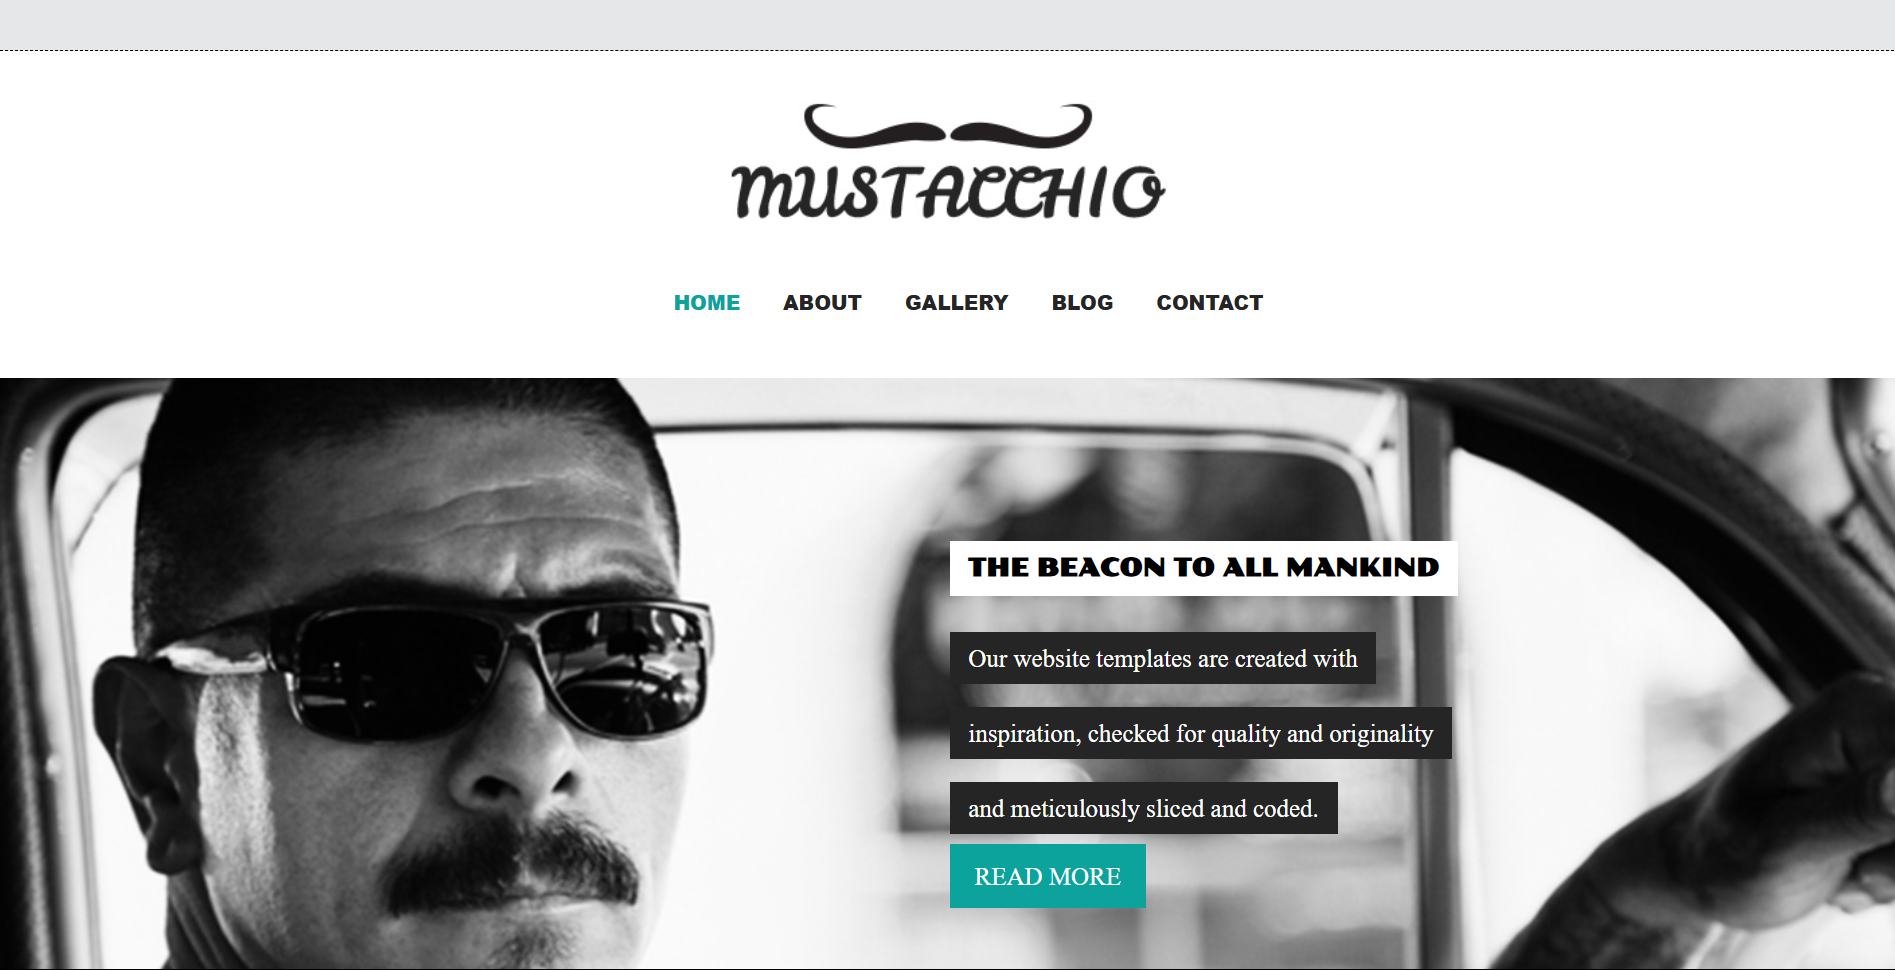 MUSTACCHIO
HOME ABOUT GALLERY BLOG CONTACT
THE BEACON TO ALL MANKIND
Our website templates are created with
inspiration, checked for quality and originality
and meticulously sliced and coded.
READ MORE